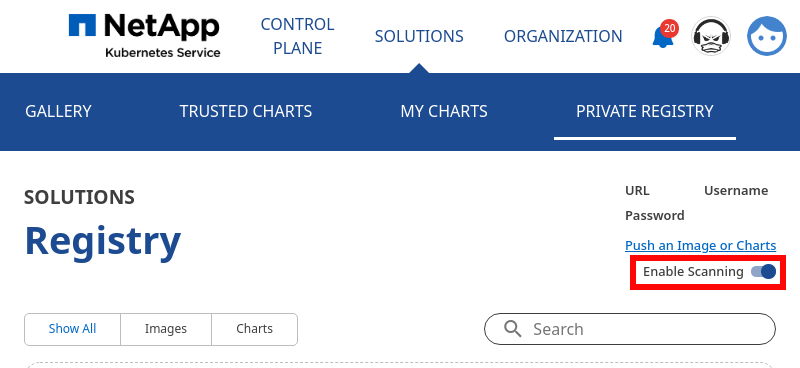 NetApp
Kubernetes Service
CONTROL
PLANE
SOLUTIONS
ORGANIZATION
20
GALLERY
TRUSTED CHARTS
MY CHARTS
PRIVATE REGISTRY
SOLUTIONS
Registry
URL
Username
Password
Push an Image or Charts
Enable Scanning
Show All
Images
Charts
Search